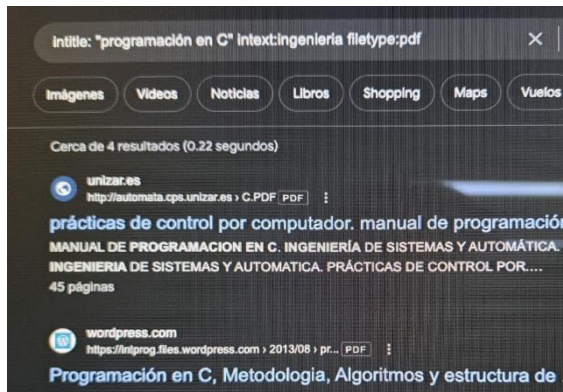 intitle: "programación en C" intext:ingeniería filetype:pdf
Imágenes Videos Noticias Libros Shopping Maps Vuelos
Cerca de 4 resultados (0.22 segundos)
unizar.es
http://automata.cps.unizar.es › C.PDF PDF
prácticas de control por computador. manual de programación
MANUAL DE PROGRAMACION EN C. INGENIERÍA DE SISTEMAS Y AUTOMÁTICA.
INGENIERIA DE SISTEMAS Y AUTOMATICA. PRÁCTICAS DE CONTROL POR....
45 páginas
wordpress.com
https://intprog.files.wordpress.com › 2013/08 › pr... PDF
Programación en C, Metodologia, Algoritmos y estructura de